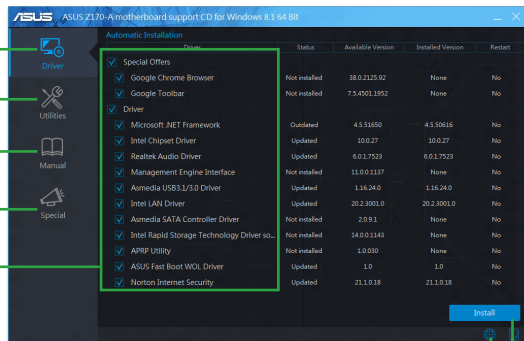 ASUS ASUS Z170-A motherboard support CD for Windows 8.1 64 Bit
Automatic Installation
Driver Status Available Version Installed Version Restart
Special Offers
Google Chrome Browser Not installed 38.0.2125.92 None No
Google Toolbar Not installed 7.5.4501.1952 None No
Driver
Microsoft .NET Framework Outdated 4.5.51650 4.5.50616 No
Intel Chipset Driver Updated 10.0.27 10.0.27 No
Realtek Audio Driver Updated 6.0.1.7523 6.0.1.7523 No
Management Engine Interface Not installed 11.0.0.1137 None No
Asmedia USB3.1/3.0 Driver Updated 1.16.24.0 1.16.24.0 No
Intel LAN Driver Updated 20.2.3001.0 20.2.3001.0 No
Asmedia SATA Controller Driver Not installed 2.0.9.1 None No
Intel Rapid Storage Technology Driver so... Not installed 14.0.0.1143 None No
APRP Utility Not installed 1.0.030 None No
ASUS Fast Boot WOL Driver Updated 1.0 1.0 No
Norton Internet Security Updated 21.1.0.18 21.1.0.18 No
Driver
Utilities
Manual
Special
Install